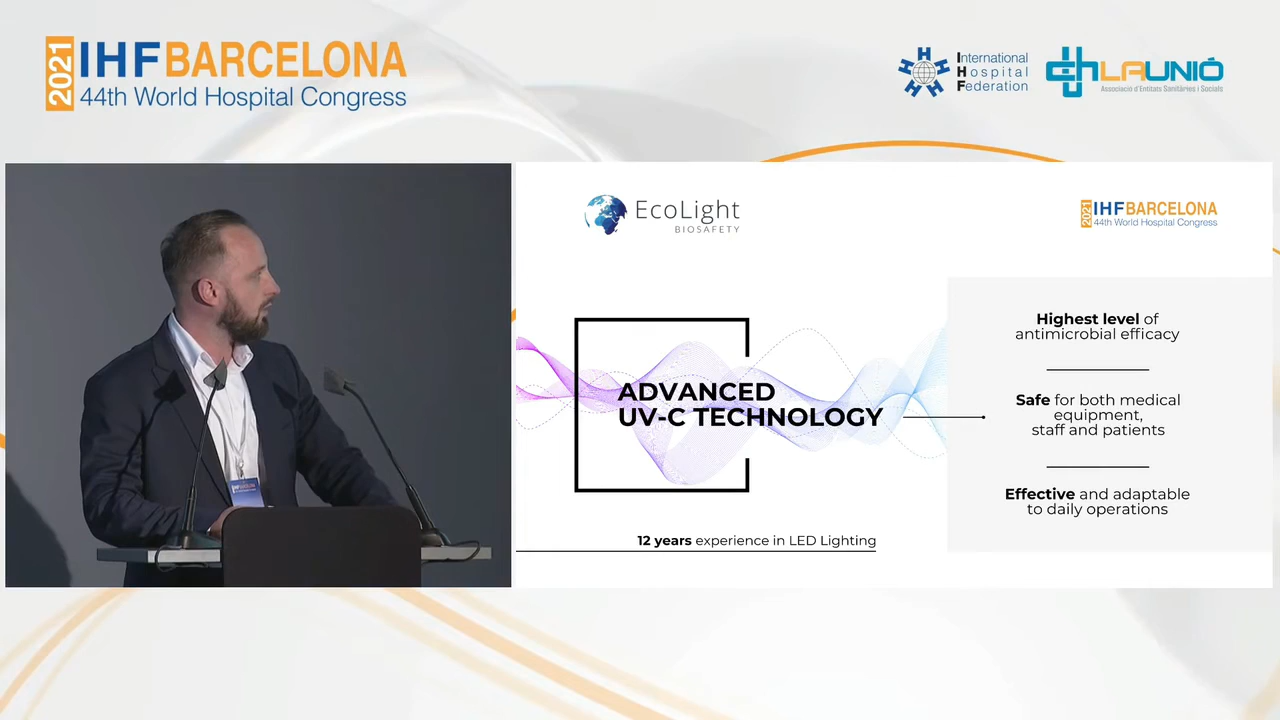 2021
IHF BARCELONA
44th World Hospital Congress
International
Hospital
Federation
LAUNIÓ
Associació d'Entitats Sanitàries i Socials
EcoLight
BIOSAFETY
2021
IHF BARCELONA
44th World Hospital Congress
ADVANCED
UV-C TECHNOLOGY
12 years experience in LED Lighting
Highest level of
antimicrobial efficacy
Safe for both medical
equipment,
staff and patients
Effective and adaptable
to daily operations